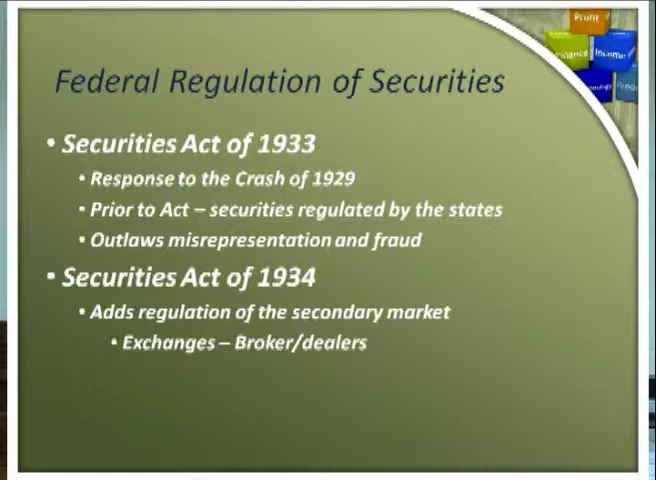 Profit
Finance
Income
Federal Regulation of Securities
• Securities Act of 1933
• Response to the Crash of 1929
• Prior to Act – securities regulated by the states
• Outlaws misrepresentation and fraud
• Securities Act of 1934
• Adds regulation of the secondary market
• Exchanges – Broker/dealers